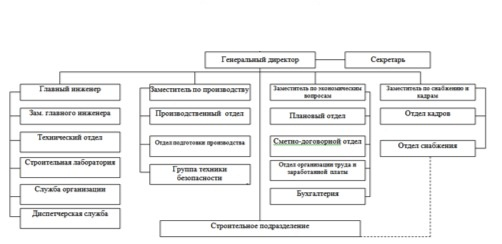 Генеральный директор
Секретарь
Главный инженер
Заместитель по производству
Заместитель по экономическим
вопросам
Заместитель по снабжению и
кадрам
Зам. главного инженера
Производственный отдел
Плановый отдел
Отдел кадров
Технический отдел
Отдел подготовки производства
Сметно-договорной отдел
Отдел снабжения
Строительная лаборатория
Группа техники
безопасности
Отдел организации труда и
заработанной платы
Служба организации
Бухгалтерия
Диспетчерская служба
Строительное подразделение